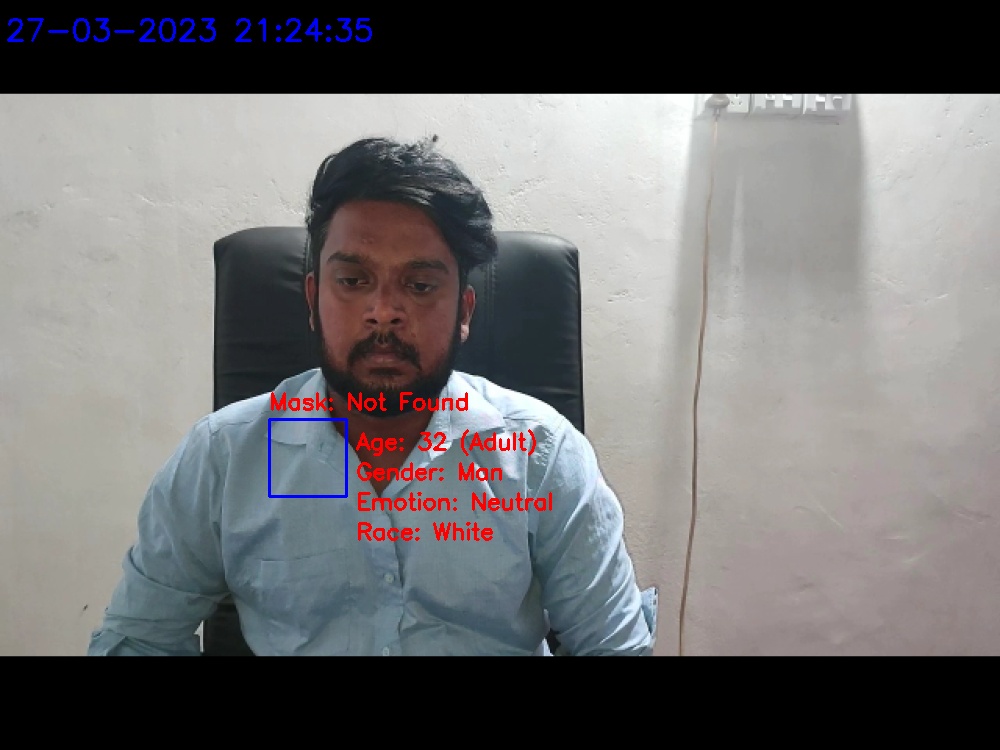 27-03-2023 21:24:35
Mask: Not Found
Age: 32 (Adult)
Gender: Man
Emotion: Neutral
Race: White